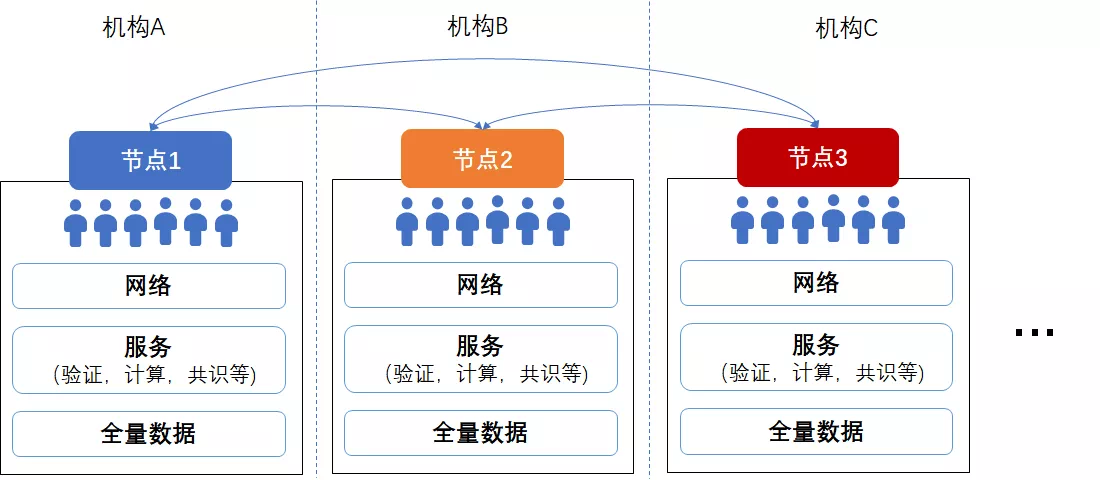 机构A
机构B
机构C
节点1
节点2
节点3
网络
网络
网络
服务
(验证，计算，共识等)
服务
(验证，计算，共识等)
服务
(验证，计算，共识等)
全量数据
全量数据
全量数据
...